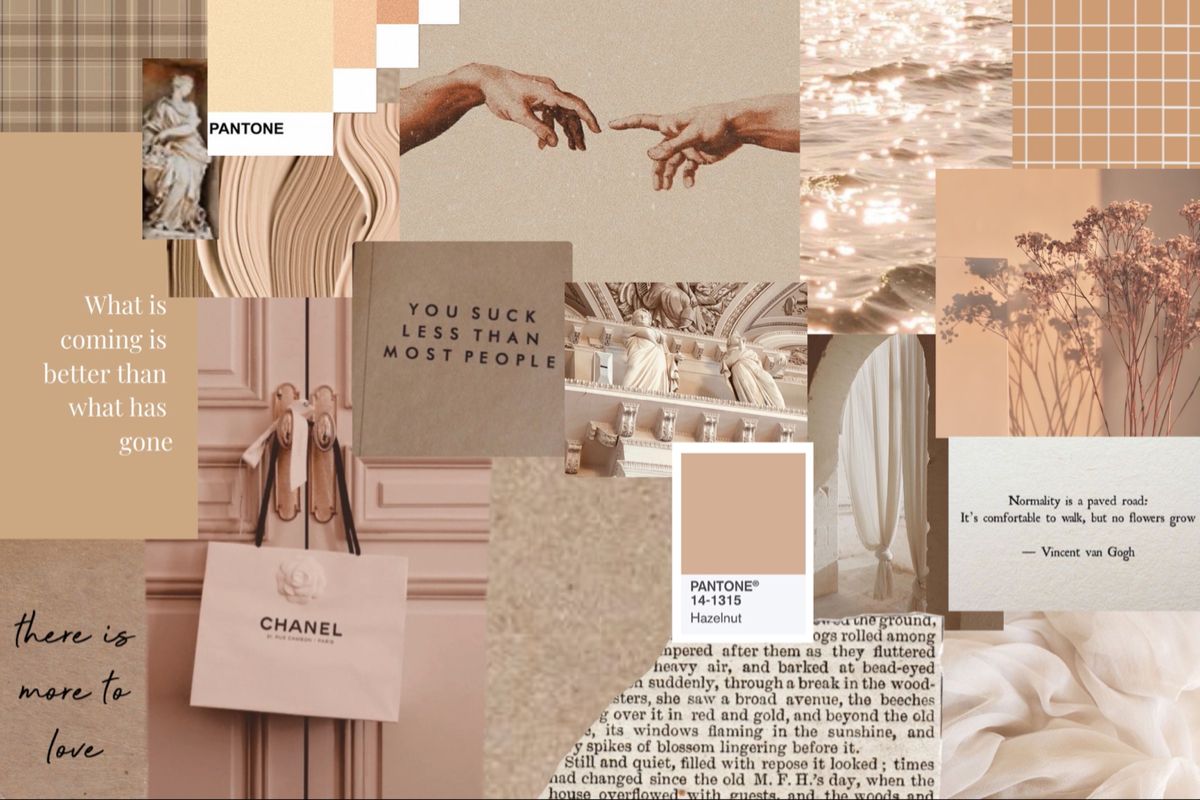 PANTONE
What is
coming is
better than
what has
gone
YOU SUCK
LESS THAN
MOST PEOPLE
CHANEL
PANTONE®
14-1315
Hazelnut
Normality is a paved road:
It's comfortable to walk, but no flowers grow
— Vincent van Gogh
there is
more to
love
the ground,
rolled among
after them as they fluttered
heavy air, and barked at bead-eyed
suddenly, through a break in the wood-
she saw a broad avenue, the beeches
over it in red and gold, and beyond the old
its windows flaming in the sunshine, and
spikes of blossom lingering before it.
Still and quiet, filled with repose it looked; times
had changed since the old M. F. H.'s day, when the
house overflowed with guests, and the woods and